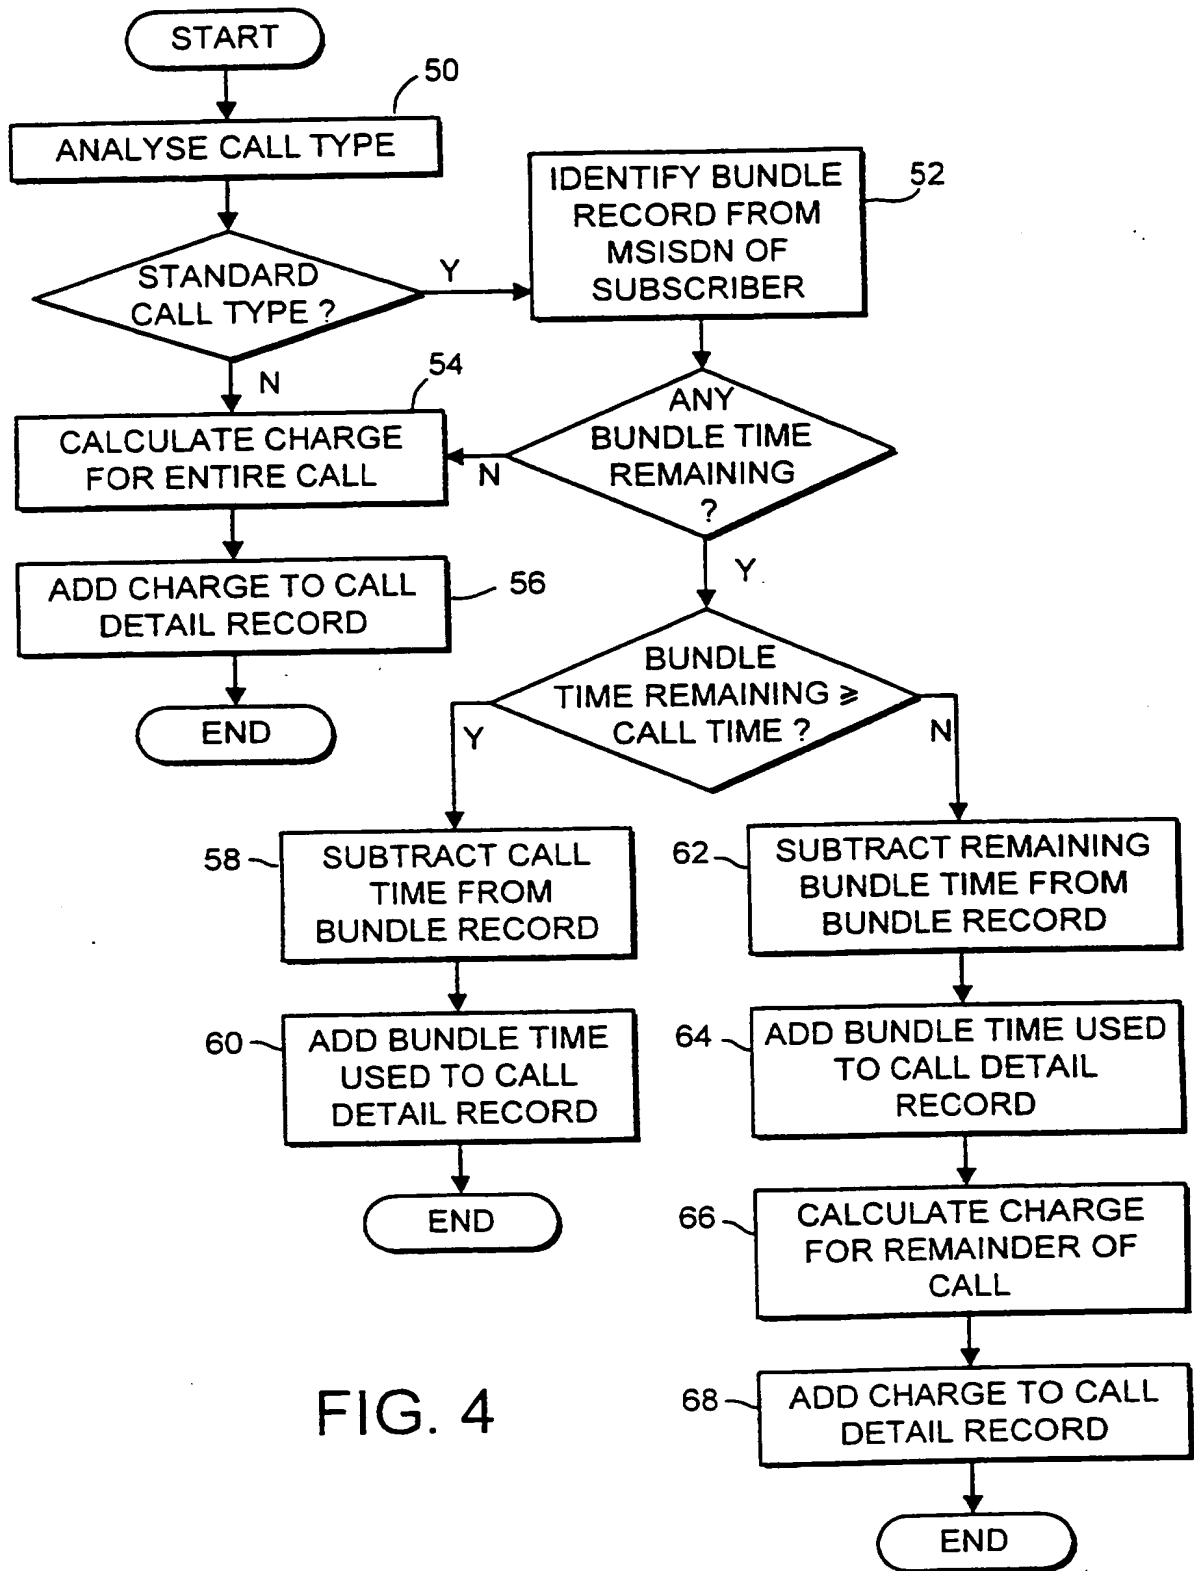 START
50
ANALYSE CALL TYPE
STANDARD
CALL TYPE ?
Y
N
IDENTIFY BUNDLE
RECORD FROM
MSISDN OF
SUBSCRIBER
52
54
CALCULATE CHARGE
FOR ENTIRE CALL
ANY
BUNDLE TIME
REMAINING
?
N
Y
ADD CHARGE TO CALL
DETAIL RECORD
56
END
BUNDLE
TIME REMAINING ⩾
CALL TIME ?
Y
N
58
SUBTRACT CALL
TIME FROM
BUNDLE RECORD
60
ADD BUNDLE TIME
USED TO CALL
DETAIL RECORD
END
62
SUBTRACT REMAINING
BUNDLE TIME FROM
BUNDLE RECORD
64
ADD BUNDLE TIME USED
TO CALL DETAIL
RECORD
66
CALCULATE CHARGE
FOR REMAINDER OF
CALL
68
ADD CHARGE TO CALL
DETAIL RECORD
END
FIG. 4